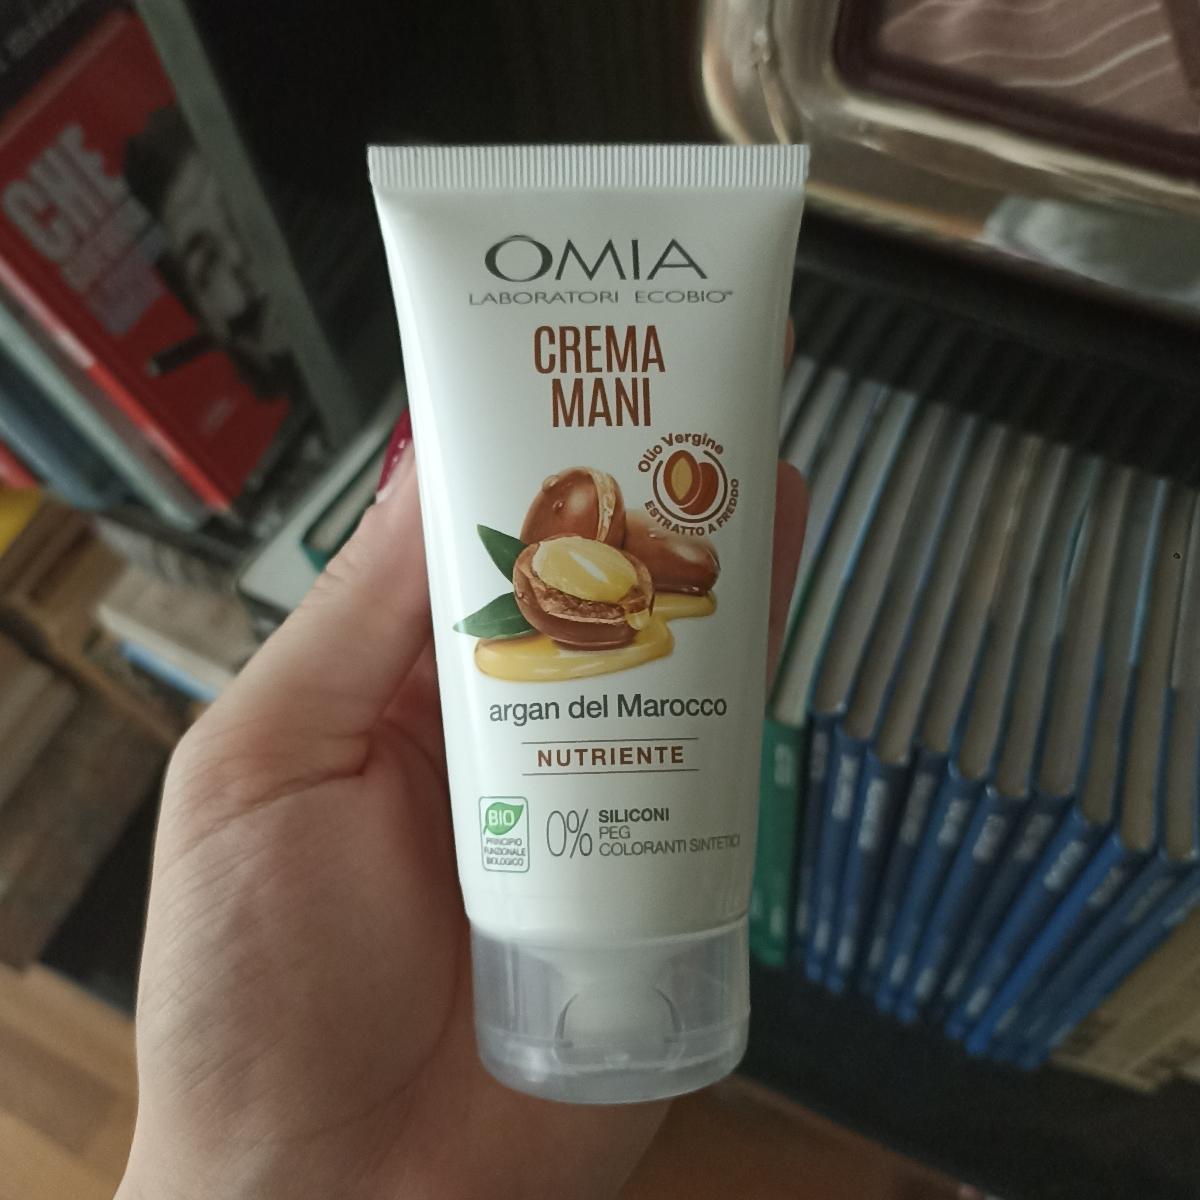 OMIA
LABORATORI ECOBIO®
CREMA
MANI
Olio Vergine
ESTRATTO A FREDDO
argan del Marocco
NUTRIENTE
BIO
PRINCIPIO
FUNZIONALE
BIOLOGICO
0%
SILICONI
PEG
COLORANTI SINTETICI
CHE